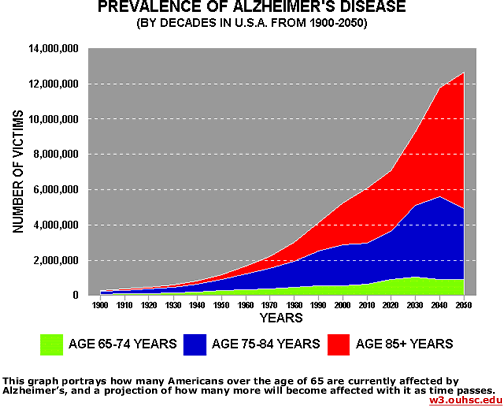 PREVALENCE OF ALZHEIMER'S DISEASE
(BY DECADES IN U.S.A. FROM 1900-2050)
NUMBER OF VICTIMS
14,000,000
12,000,000
10,000,000
8,000,000
6,000,000
4,000,000
2,000,000
0
1900 1910 1920 1930 1940 1950 1960 1970 1980 1990 2000 2010 2020 2030 2040 2050
YEARS
AGE 65-74 YEARS AGE 75-84 YEARS AGE 85+ YEARS
This graph portrays how many Americans over the age of 65 are currently affected by
Alzheimer's, and a projection of how many more will become affected with it as time passes.
w3.ouhsc.edu